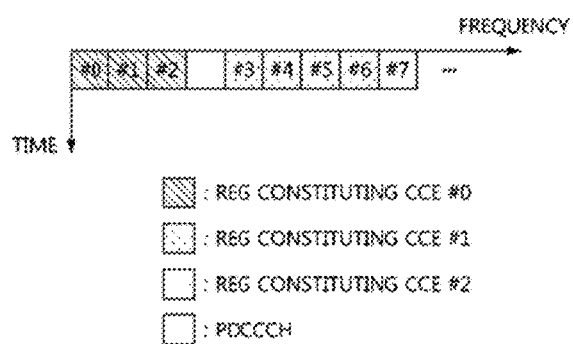 FREQUENCY
#0 #1 #2 #3 #4 #5 #6 #7 ...
TIME
: REG CONSTITUTING CCE #0
: REG CONSTITUTING CCE #1
: REG CONSTITUTING CCE #2
: PDCCCH